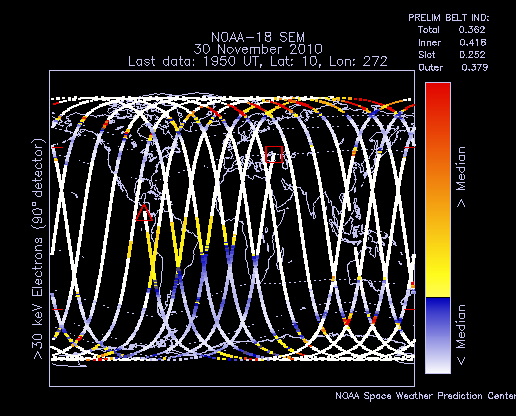 PRELIM BELT IND:
Total 0.362
Inner 0.418
Slot 0.252
Outer 0.379
NOAA-18 SEM
30 November 2010
Last data: 1950 UT, Lat: 10, Lon: 272
>30 keV Electrons (90° detector)
> Median
< Median
NOAA Space Weather Prediction Center